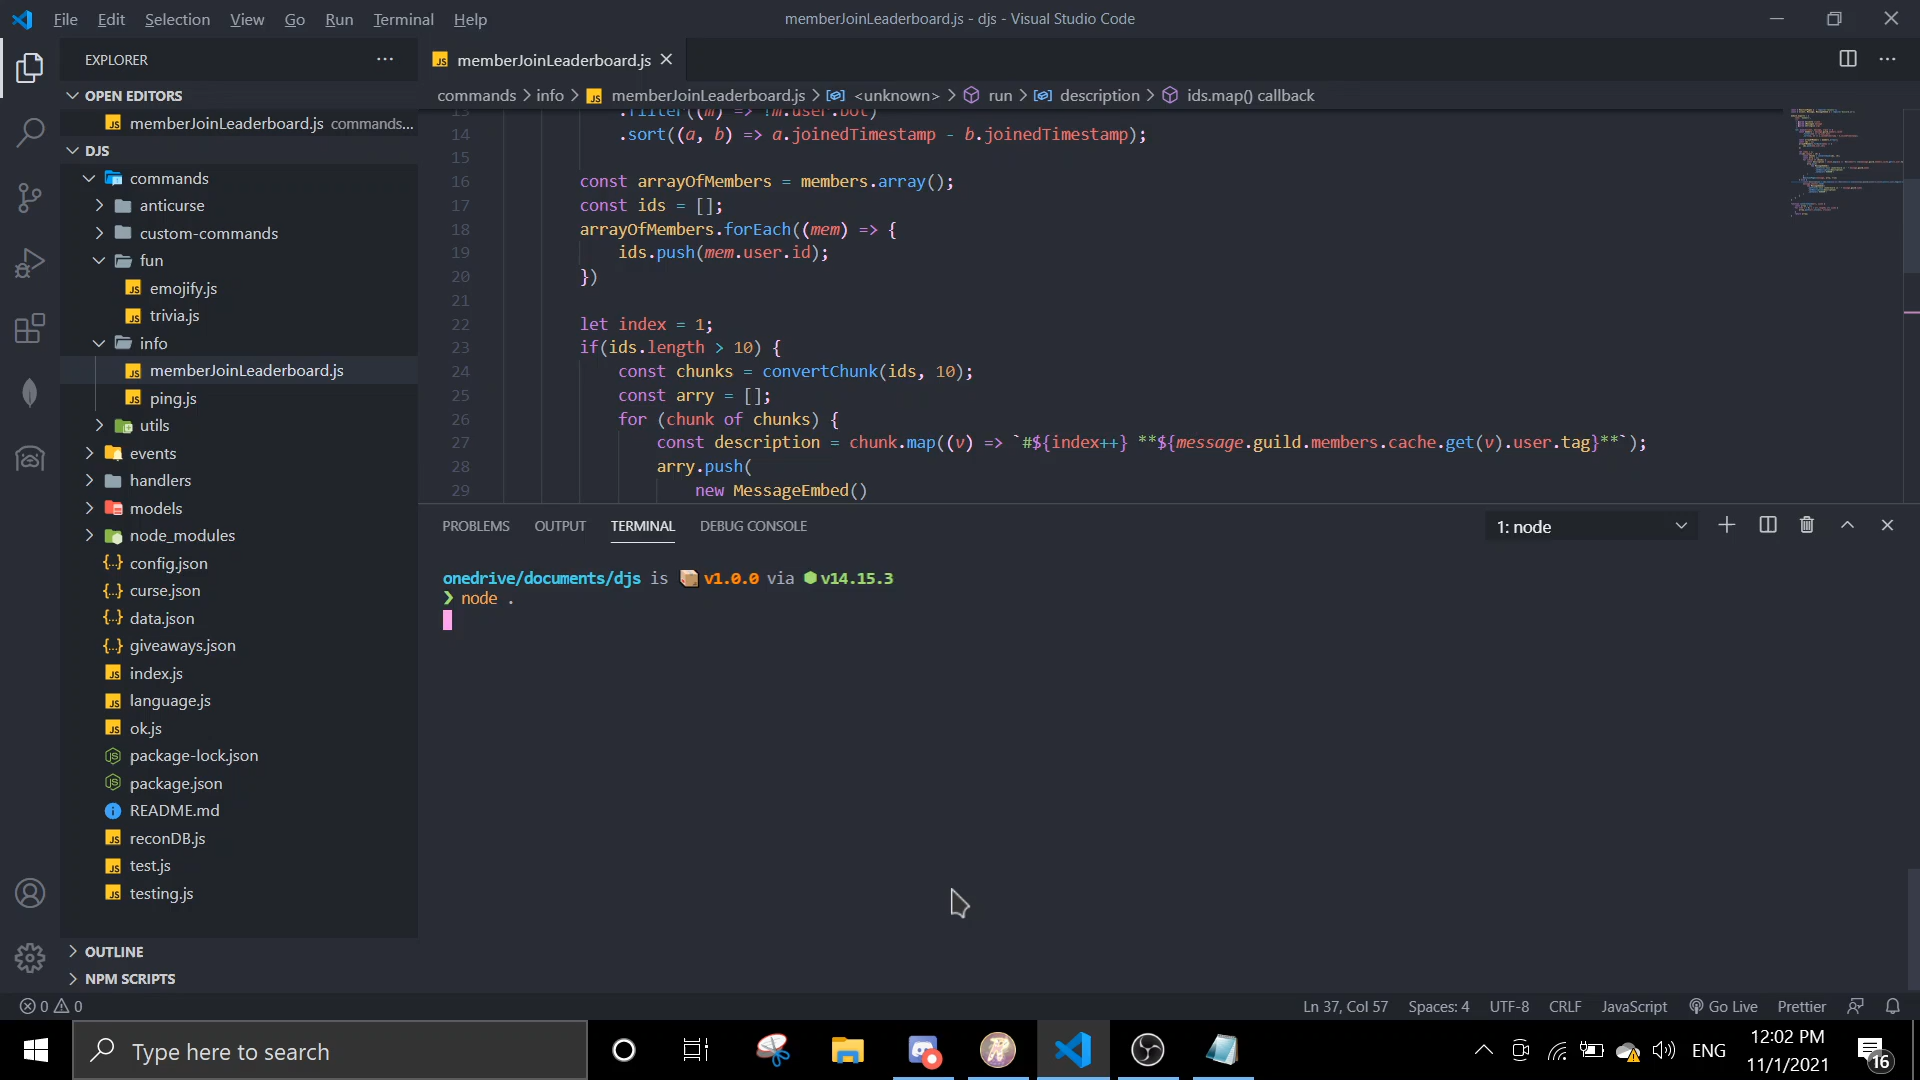 File Edit Selection View Go Run Terminal Help
memberJoinLeaderboard.js - djs - Visual Studio Code
EXPLORER
OPEN EDITORS
memberJoinLeaderboard.js commands...
DJS
commands
anticurse
custom-commands
fun
emojify.js
trivia.js
info
memberJoinLeaderboard.js
ping.js
utils
events
handlers
models
node_modules
config.json
curse.json
data.json
giveaways.json
index.js
language.js
ok.js
package-lock.json
package.json
README.md
reconDB.js
test.js
testing.js
OUTLINE
NPM SCRIPTS
memberJoinLeaderboard.js
commands > info > memberJoinLeaderboard.js > <unknown> > run > description > ids.map() callback
13 .filter((m) => !m.user.bot)
14 .sort((a, b) => a.joinedTimestamp - b.joinedTimestamp);
15
16 const arrayOfMembers = members.array();
17 const ids = [];
18 arrayOfMembers.forEach((mem) => {
19 ids.push(mem.user.id);
20 })
21
22 let index = 1;
23 if(ids.length > 10) {
24 const chunks = convertChunk(ids, 10);
25 const arry = [];
26 for (chunk of chunks) {
27 const description = chunk.map((v) => `#${index++} **${message.guild.members.cache.get(v).user.tag}**`);
28 arry.push(
29 new MessageEmbed()
PROBLEMS OUTPUT TERMINAL DEBUG CONSOLE
1: node
onedrive/documents/djs is v1.0.0 via v14.15.3
❯ node .
0 0
Ln 37, Col 57 Spaces: 4 UTF-8 CRLF JavaScript Go Live Prettier
Type here to search
ENG
12:02 PM
11/1/2021
16